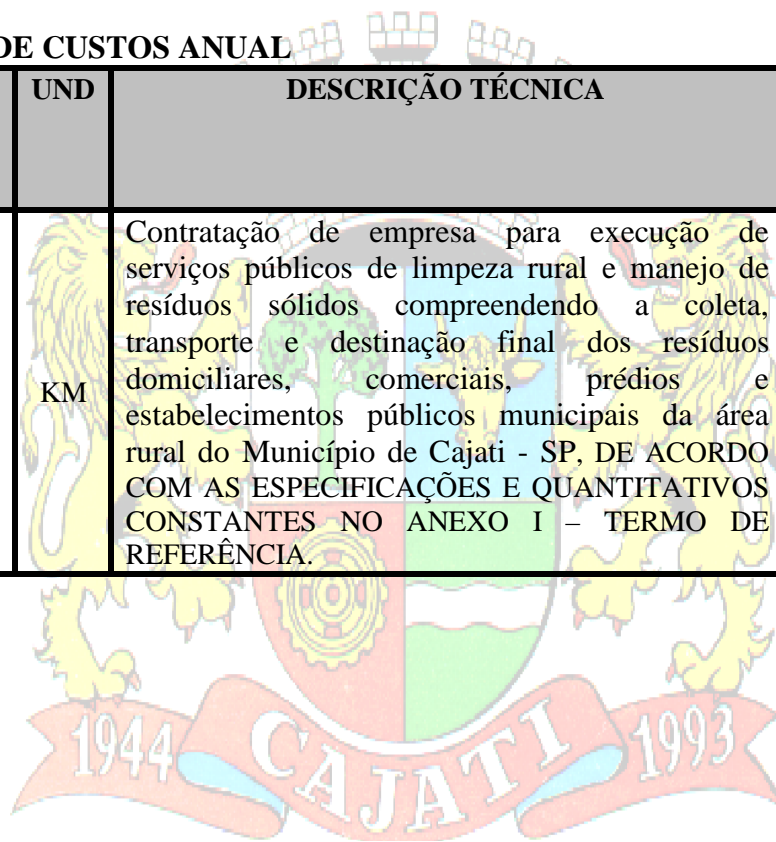 DE CUSTOS ANUAL
UND DESCRIÇÃO TÉCNICA
Contratação de empresa para execução de
serviços públicos de limpeza rural e manejo de
resíduos sólidos compreendendo a coleta,
transporte e destinação final dos resíduos
KM domiciliares, comerciais, prédios e
estabelecimentos públicos municipais da área
rural do Município de Cajati - SP, DE ACORDO
COM AS ESPECIFICAÇÕES E QUANTITATIVOS
CONSTANTES NO ANEXO I – TERMO DE
REFERÊNCIA.
1944 CAJATI 1993